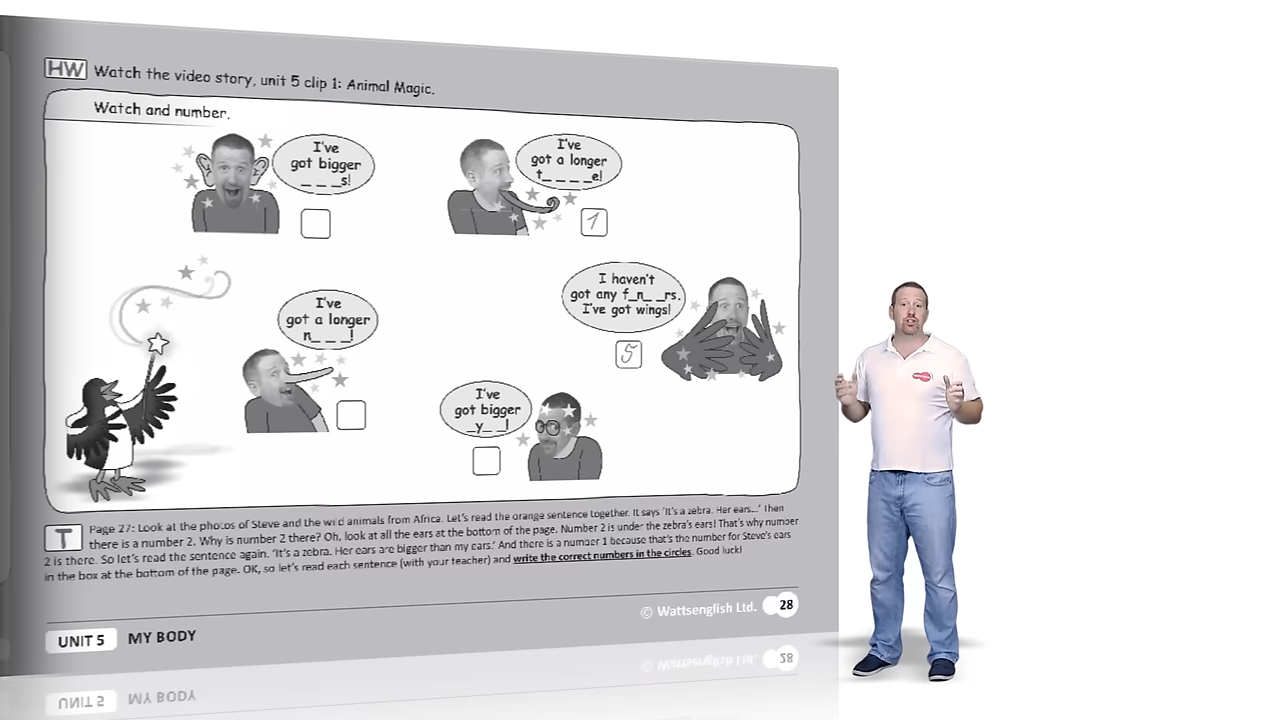 HW Watch the video story, unit 5 clip 1: Animal Magic.
Watch and number.
I've
got bigger
_ _ _s!
I've
got a longer
t_ _ _ _e!
1
I've
got a longer
n_ _ _!
I haven't
got any f_n_ _rs.
I've got wings!
5
I've
got bigger
_y_ _!
T Page 27: Look at the photos of Steve and the wild animals from Africa. Let's read the orange sentence together. It says 'It's a zebra. Her ears...' Then
there is a number 2. Why is number 2 there? Oh, look at all the ears at the bottom of the page. Number 2 is under the zebra's ears! That's why number
2 is there. So let's read the sentence again. 'It's a zebra. Her ears are bigger than my ears.' And there is a number 1 because that's the number for Steve's ears
in the box at the bottom of the page. OK, so let's read each sentence (with your teacher) and write the correct numbers in the circles. Good luck!
© Wattsenglish Ltd. 28
UNIT 5 MY BODY